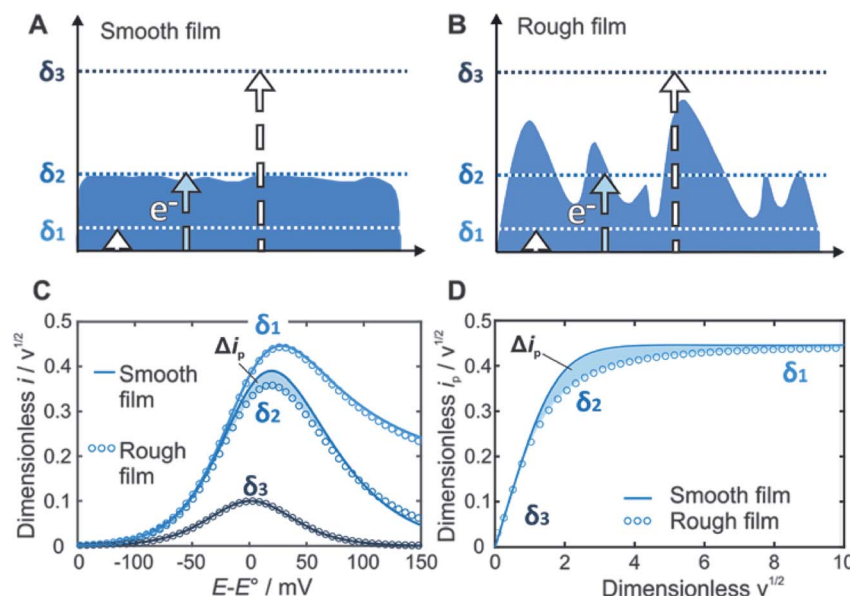 A Smooth film
δ3
δ2
e-
δ1
B Rough film
δ3
δ2
e-
δ1
C
Dimensionless i / v1/2
0.5
0.4
0.3
0.2
0.1
0
δ1
Δip
Smooth
film
δ2
Rough
film
δ3
-100 -50 0 50 100 150
E-E° / mV
D
Dimensionless ip / v1/2
0.5
0.4
0.3
0.2
0.1
0
Δip
δ1
δ2
δ3
Smooth film
Rough film
0 2 4 6 8 10
Dimensionless v1/2